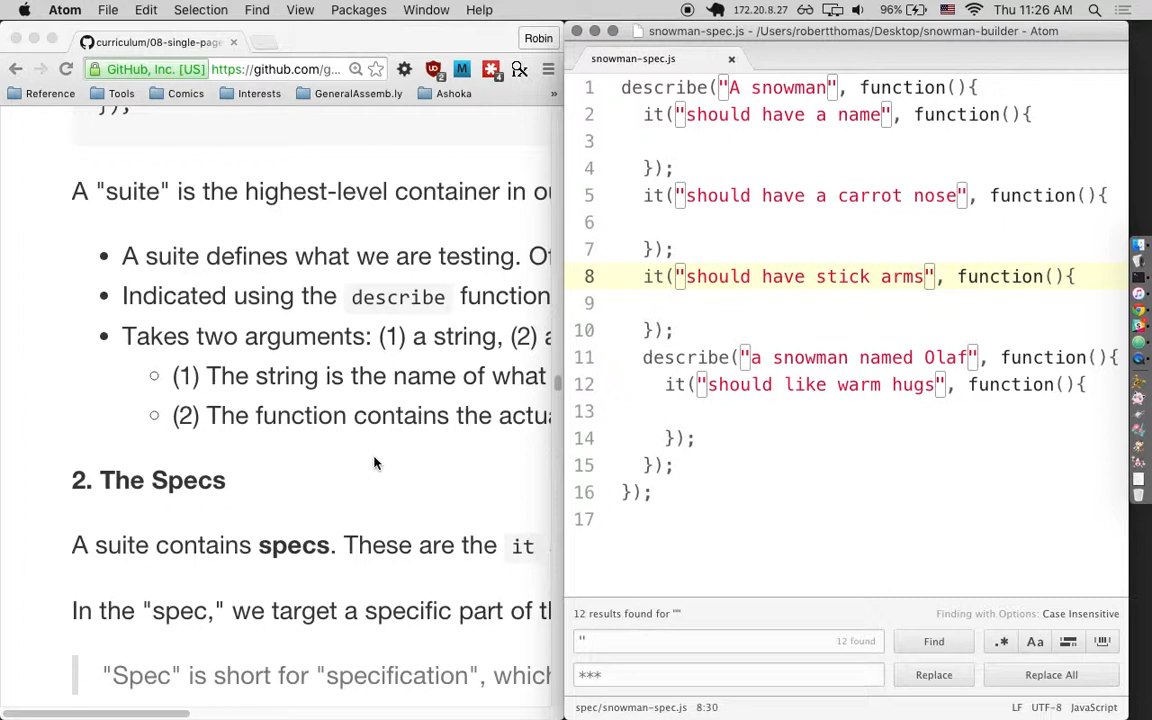 Atom File Edit Selection Find View Packages Window Help 172.20.8.27 96% Thu 11:26 AM
curriculum/08-single-page × Robin
GitHub, Inc. [US] https://github.com/g...
Reference Tools Comics Interests GeneralAssemb.ly Ashoka »
});
A "suite" is the highest-level container in ou
• A suite defines what we are testing. Of
• Indicated using the describe function
• Takes two arguments: (1) a string, (2) a
(1) The string is the name of what
(2) The function contains the actua
2. The Specs
A suite contains specs. These are the it
In the "spec," we target a specific part of th
"Spec" is short for "specification", which
snowman-spec.js - /Users/robertthomas/Desktop/snowman-builder - Atom
snowman-spec.js ×
1 describe("A snowman", function(){
2 it("should have a name", function(){
3
4 });
5 it("should have a carrot nose", function(){
6
7 });
8 it("should have stick arms", function(){
9
10 });
11 describe("a snowman named Olaf", function(){
12 it("should like warm hugs", function(){
13
14 });
15 });
16 });
17
12 results found for '"' Finding with Options: Case Insensitive
" 12 found Find .* Aa
*** Replace Replace All
spec/snowman-spec.js 8:30 LF UTF-8 JavaScript